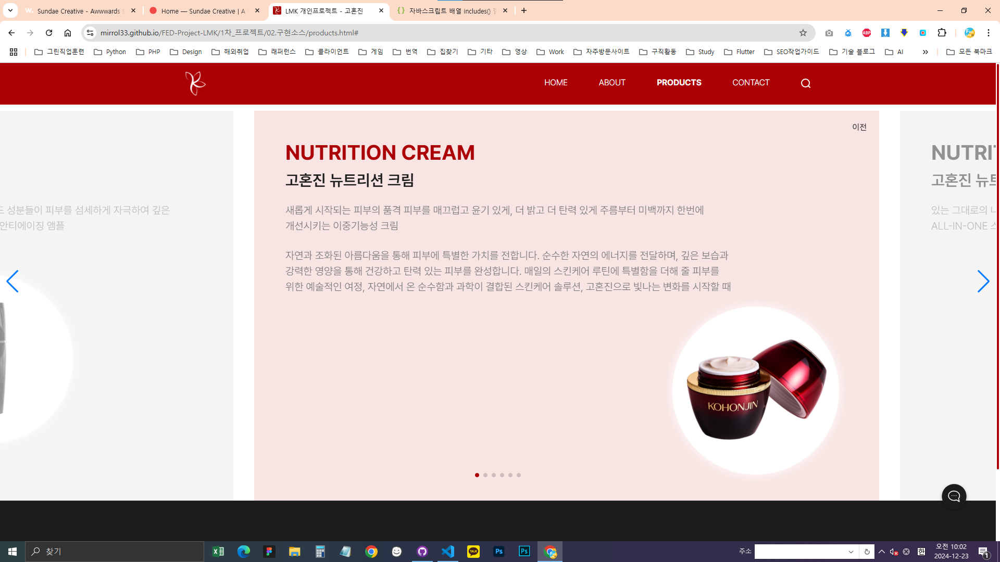 Sundae Creative - Awwwards S
Home — Sundae Creative | A
LMK 개인프로젝트 - 고혼진
자바스크립트 배열 includes() 함
mirrol33.github.io/FED-Project-LMK/1차_프로젝트/02.구현소스/products.html#
그린직업훈련 Python PHP Design 해외취업 래퍼런스 클라이언트 게임 번역 집찾기 기타 영상 Work 자주방문사이트 구직활동 Study Flutter SEO작업가이드 기술 블로그 AI 모든 북마크
HOME ABOUT PRODUCTS CONTACT
이전
드 성분들이 피부를 섬세하게 자극하여 깊은
안티에이징 앰플
NUTRITION CREAM
고혼진 뉴트리션 크림
새롭게 시작되는 피부의 품격 피부를 매끄럽고 윤기 있게, 더 밝고 더 탄력 있게 주름부터 미백까지 한번에
개선시키는 이중기능성 크림
자연과 조화된 아름다움을 통해 피부에 특별한 가치를 전합니다. 순수한 자연의 에너지를 전달하며, 깊은 보습과
강력한 영양을 통해 건강하고 탄력 있는 피부를 완성합니다. 매일의 스킨케어 루틴에 특별함을 더해 줄 피부를
위한 예술적인 여정, 자연에서 온 순수함과 과학이 결합된 스킨케어 솔루션, 고혼진으로 빛나는 변화를 시작할 때
KOHONJIN
NUTRIT
고혼진 뉴트
있는 그대로의 나
ALL-IN-ONE 스
찾기
주소
한
오전 10:02
2024-12-23
1